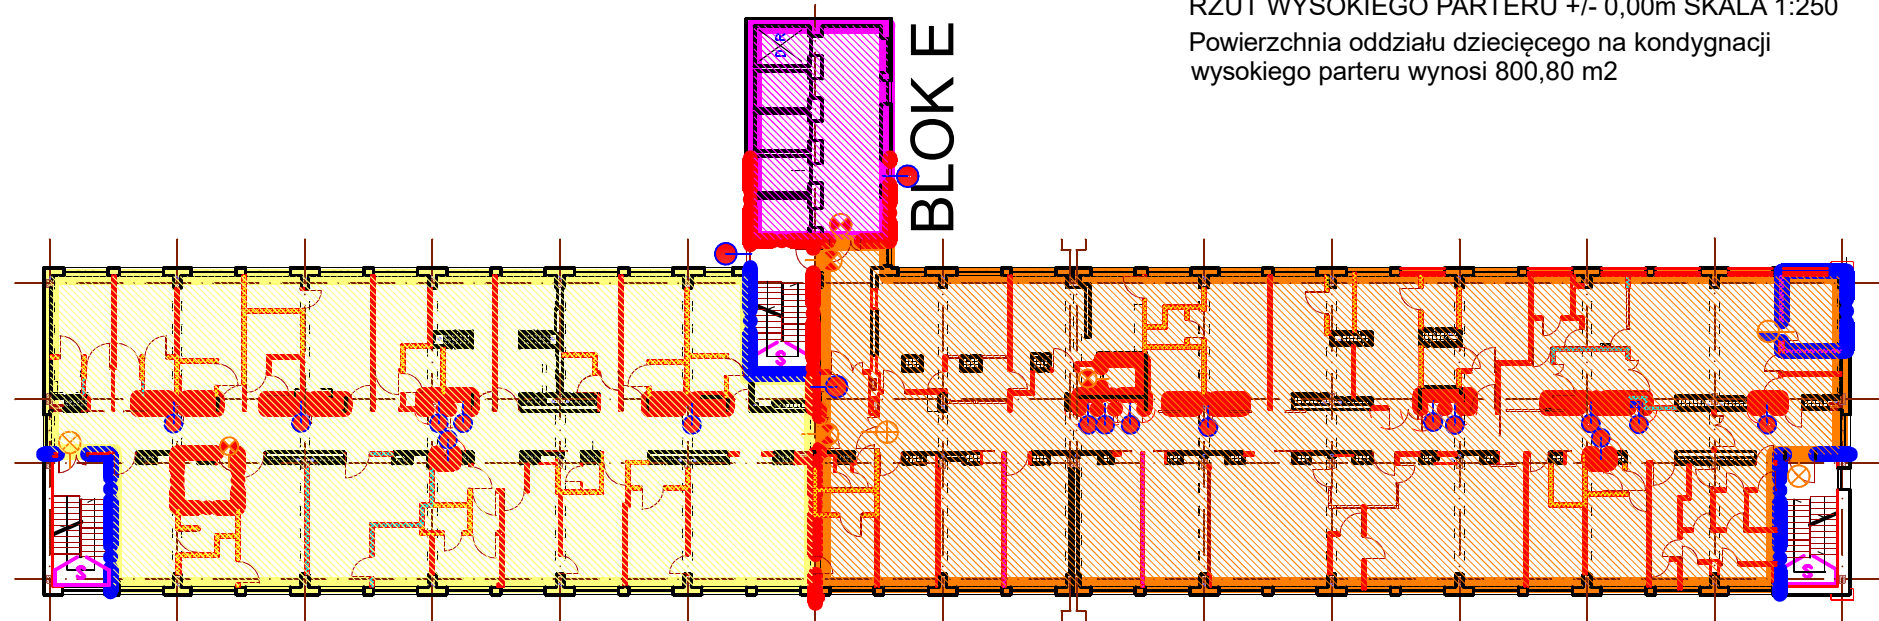 RZUT WYSOKIEGO PARTERU +/- 0,00m SKALA 1:250
Powierzchnia oddziału dziecięcego na kondygnacji
wysokiego parteru wynosi 800,80 m2
BLOK E
S
S
S